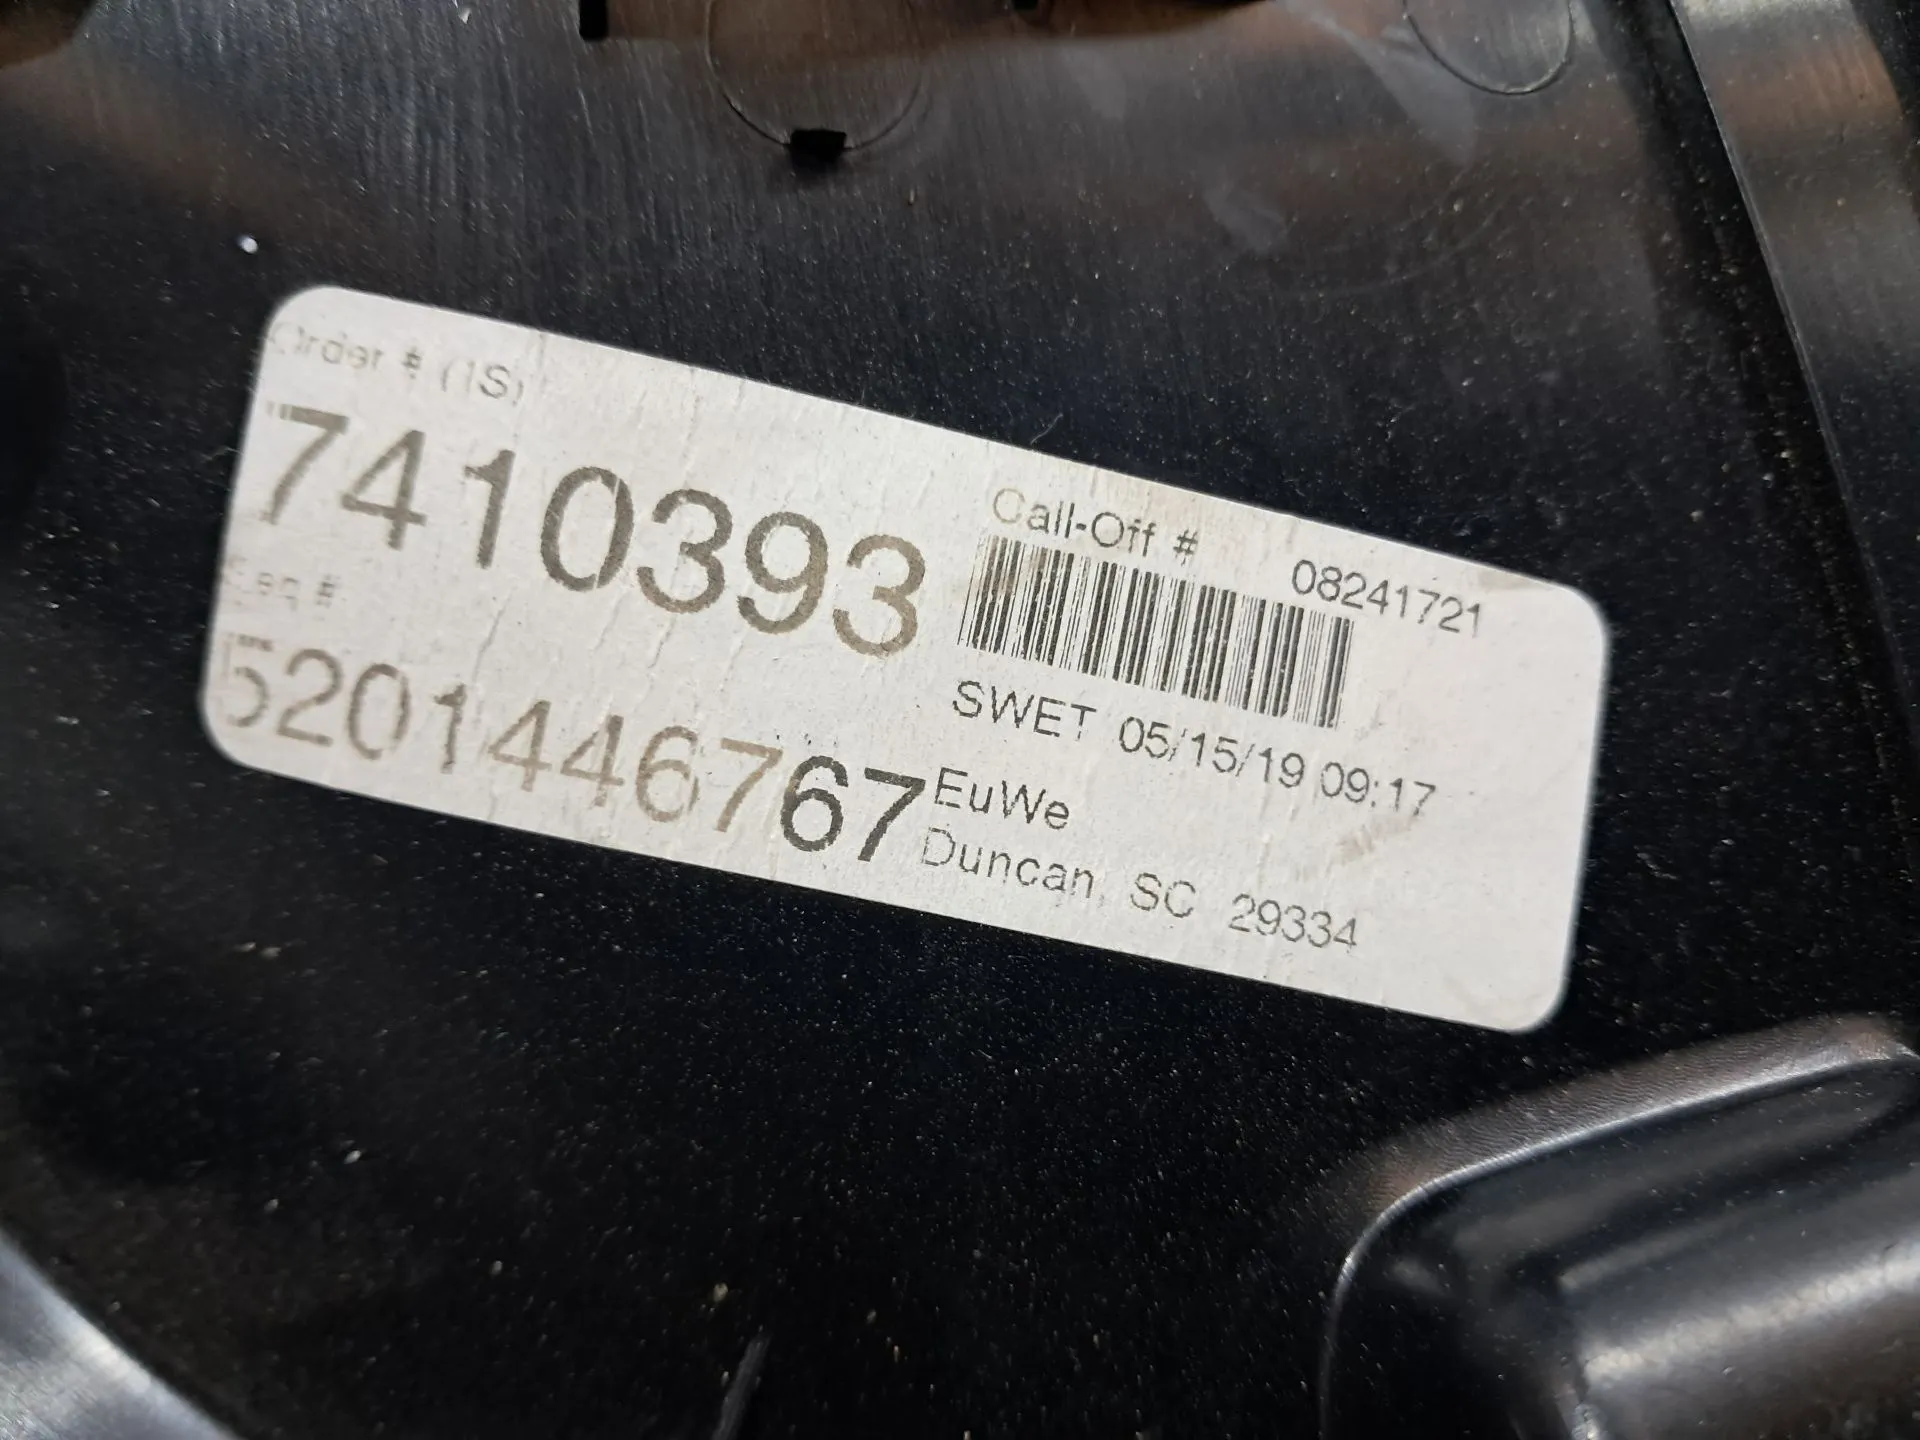 Order # (1S)
7410393
Seq #
5201446767
Call-Off # 08241721
SWET 05/15/19 09:17
EuWe
Duncan, SC 29334